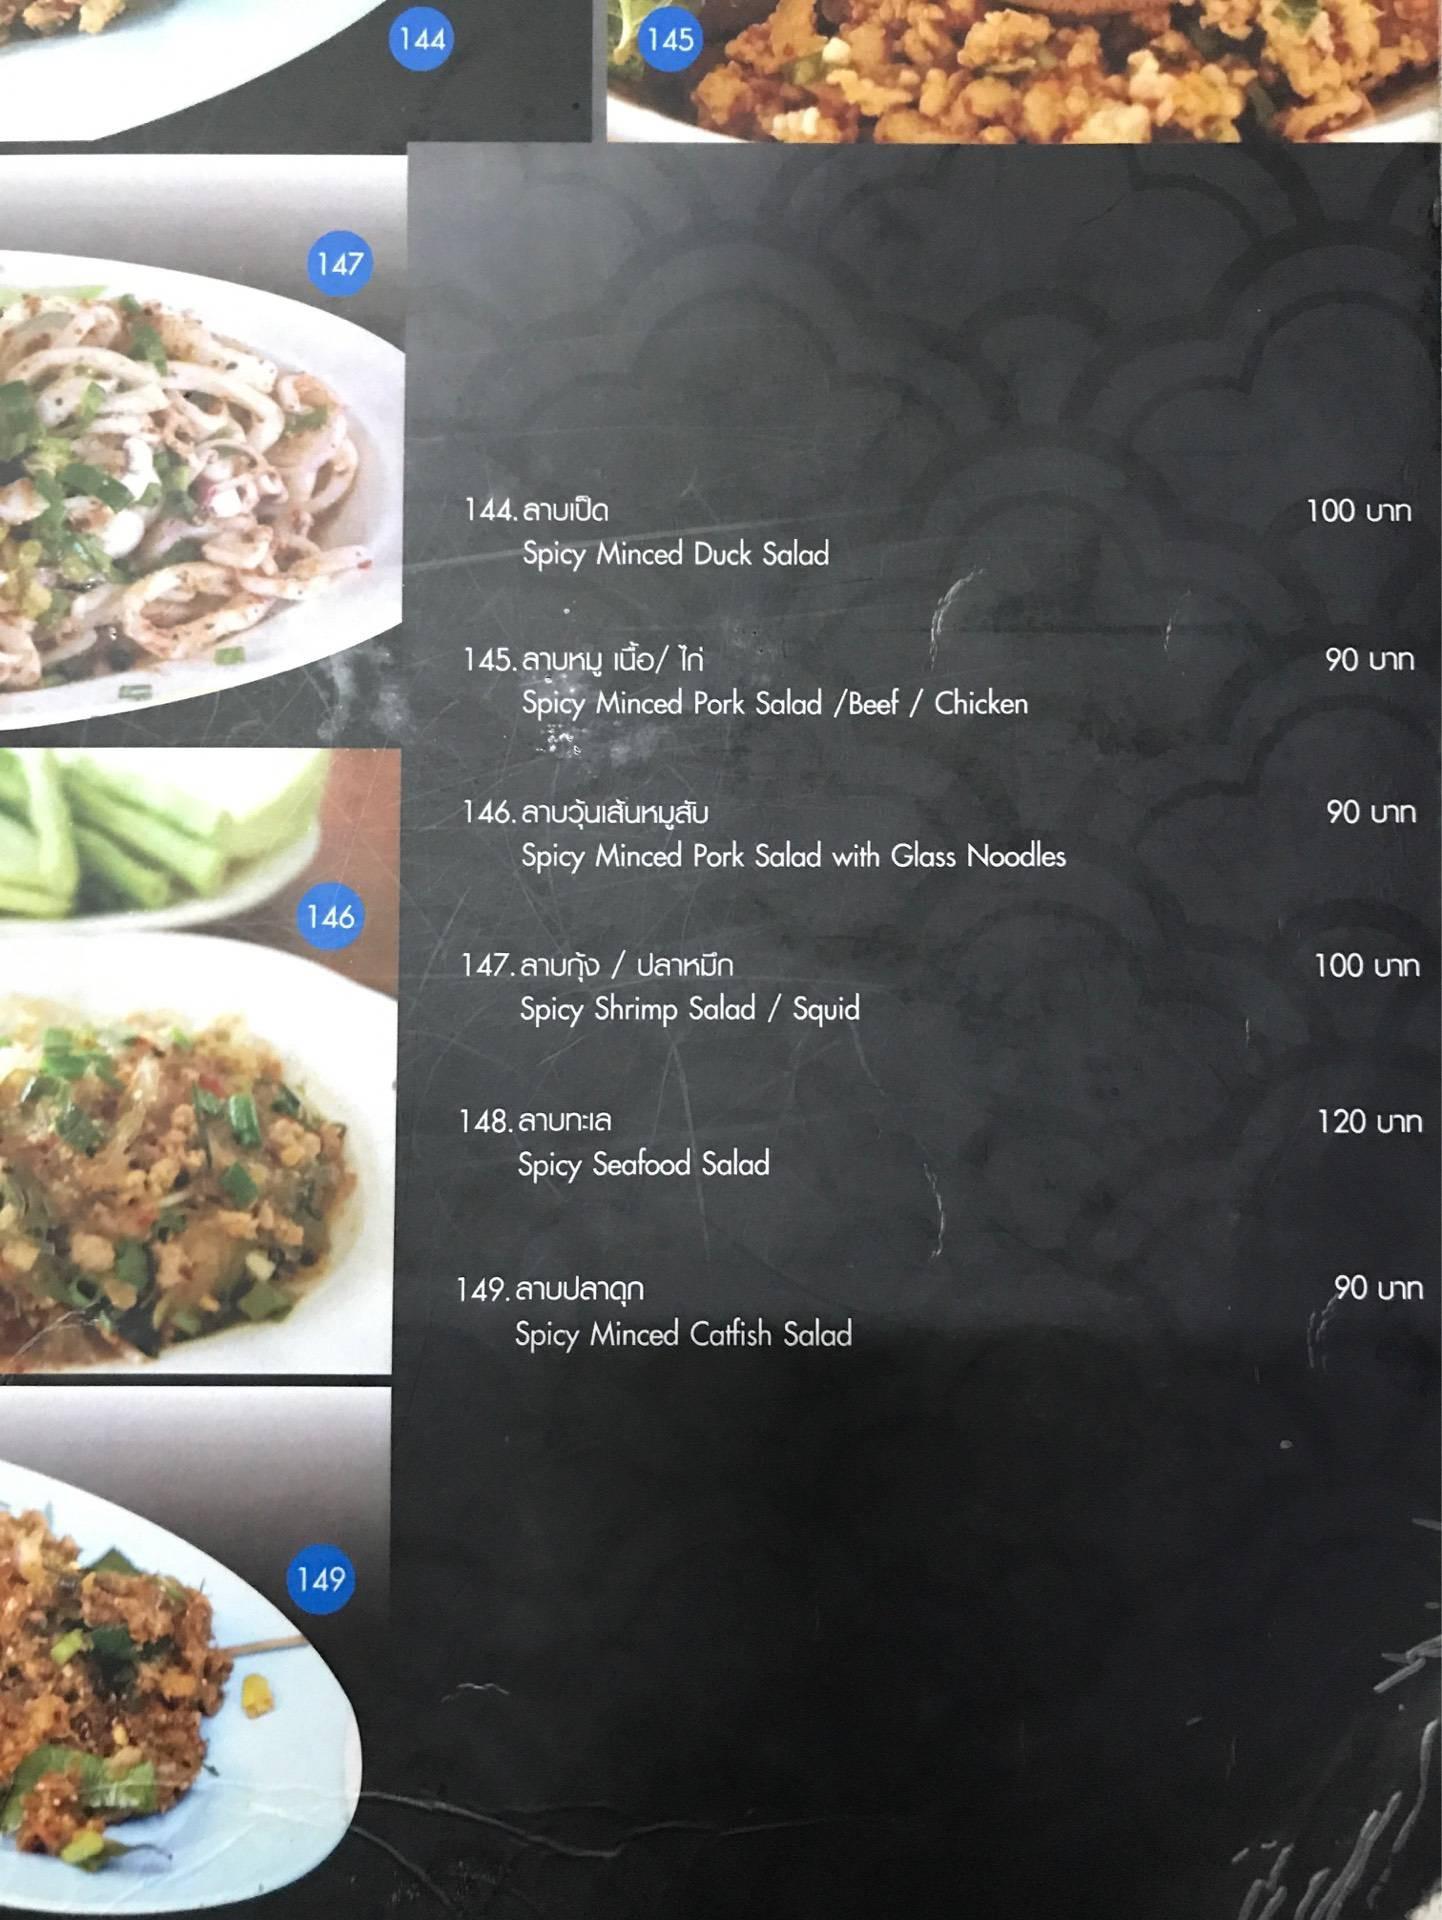 144
145
147
144. ลาบเป็ด 100 บาท
Spicy Minced Duck Salad
145. ลาบหมู เนื้อ/ ไก่ 90 บาท
Spicy Minced Pork Salad /Beef / Chicken
146. ลาบวุ้นเส้นหมูสับ 90 บาท
Spicy Minced Pork Salad with Glass Noodles
146
147. ลาบกุ้ง / ปลาหมึก 100 บาท
Spicy Shrimp Salad / Squid
148. ลาบทะเล 120 บาท
Spicy Seafood Salad
149. ลาบปลาดุก 90 บาท
Spicy Minced Catfish Salad
149